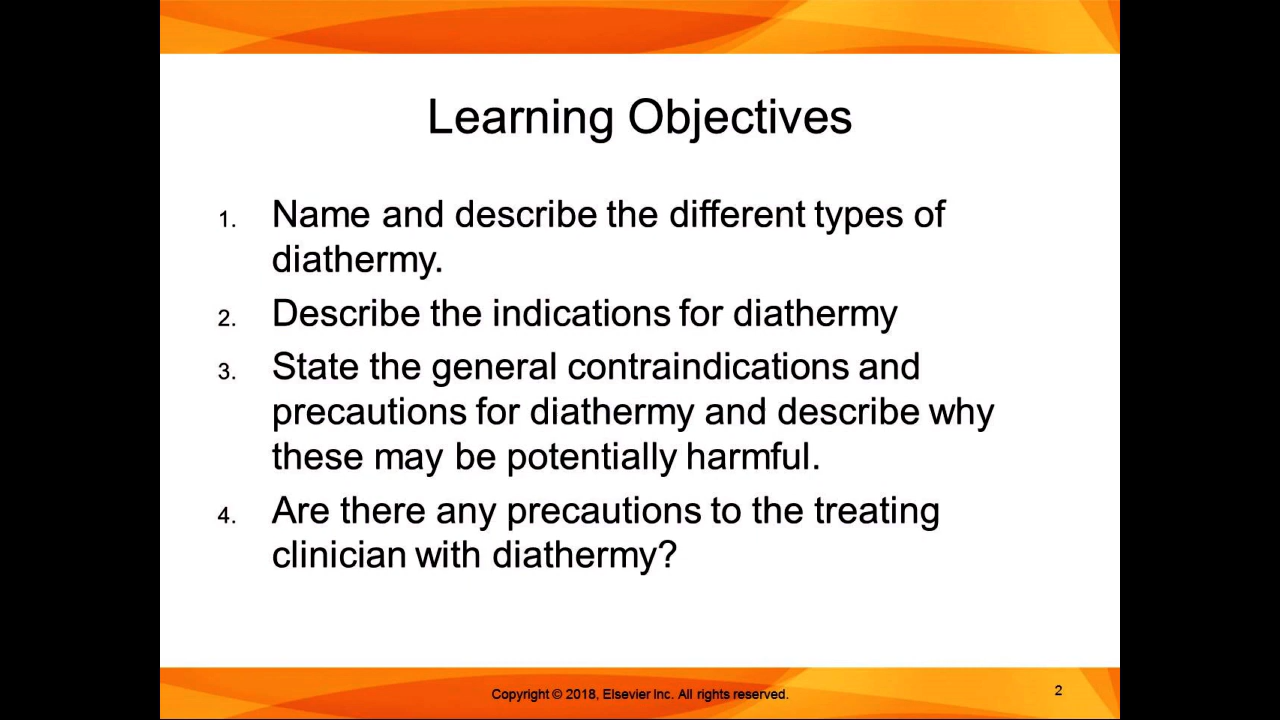 Learning Objectives
1. Name and describe the different types of
diathermy.
2. Describe the indications for diathermy
3. State the general contraindications and
precautions for diathermy and describe why
these may be potentially harmful.
4. Are there any precautions to the treating
clinician with diathermy?
Copyright © 2018, Elsevier Inc. All rights reserved.
2